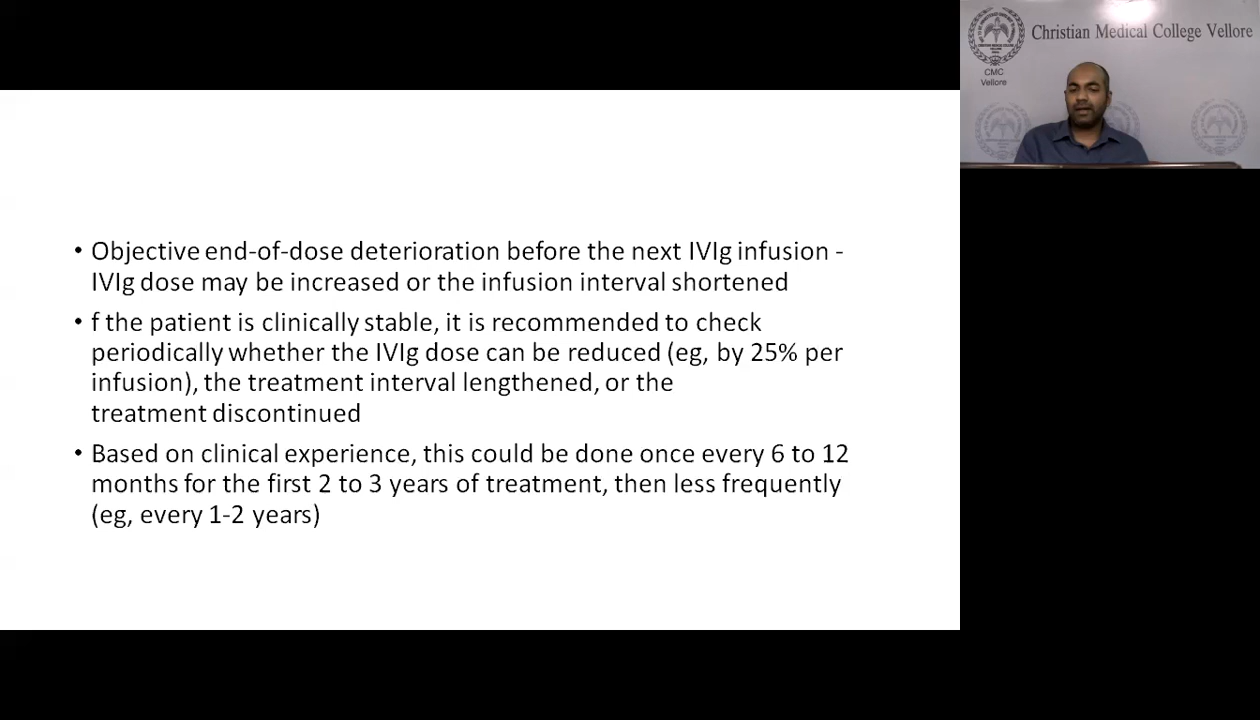 Christian Medical College Vellore
CMC
Vellore
• Objective end-of-dose deterioration before the next IVIg infusion -
IVIg dose may be increased or the infusion interval shortened
• f the patient is clinically stable, it is recommended to check
periodically whether the IVIg dose can be reduced (eg, by 25% per
infusion), the treatment interval lengthened, or the
treatment discontinued
• Based on clinical experience, this could be done once every 6 to 12
months for the first 2 to 3 years of treatment, then less frequently
(eg, every 1-2 years)